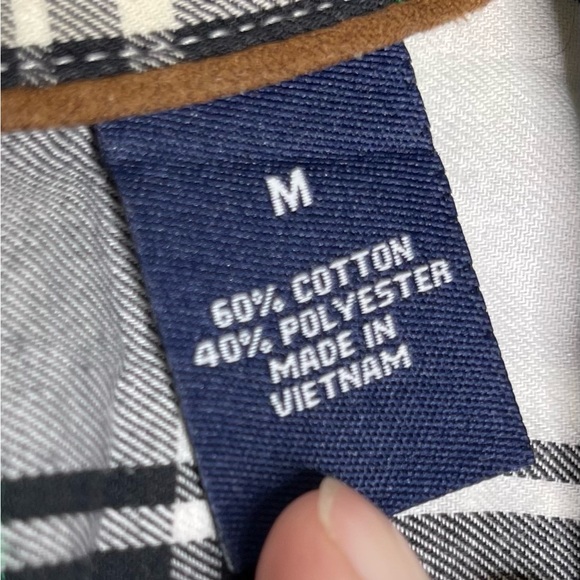 M
60% COTTON
40% POLYESTER
MADE IN
VIETNAM